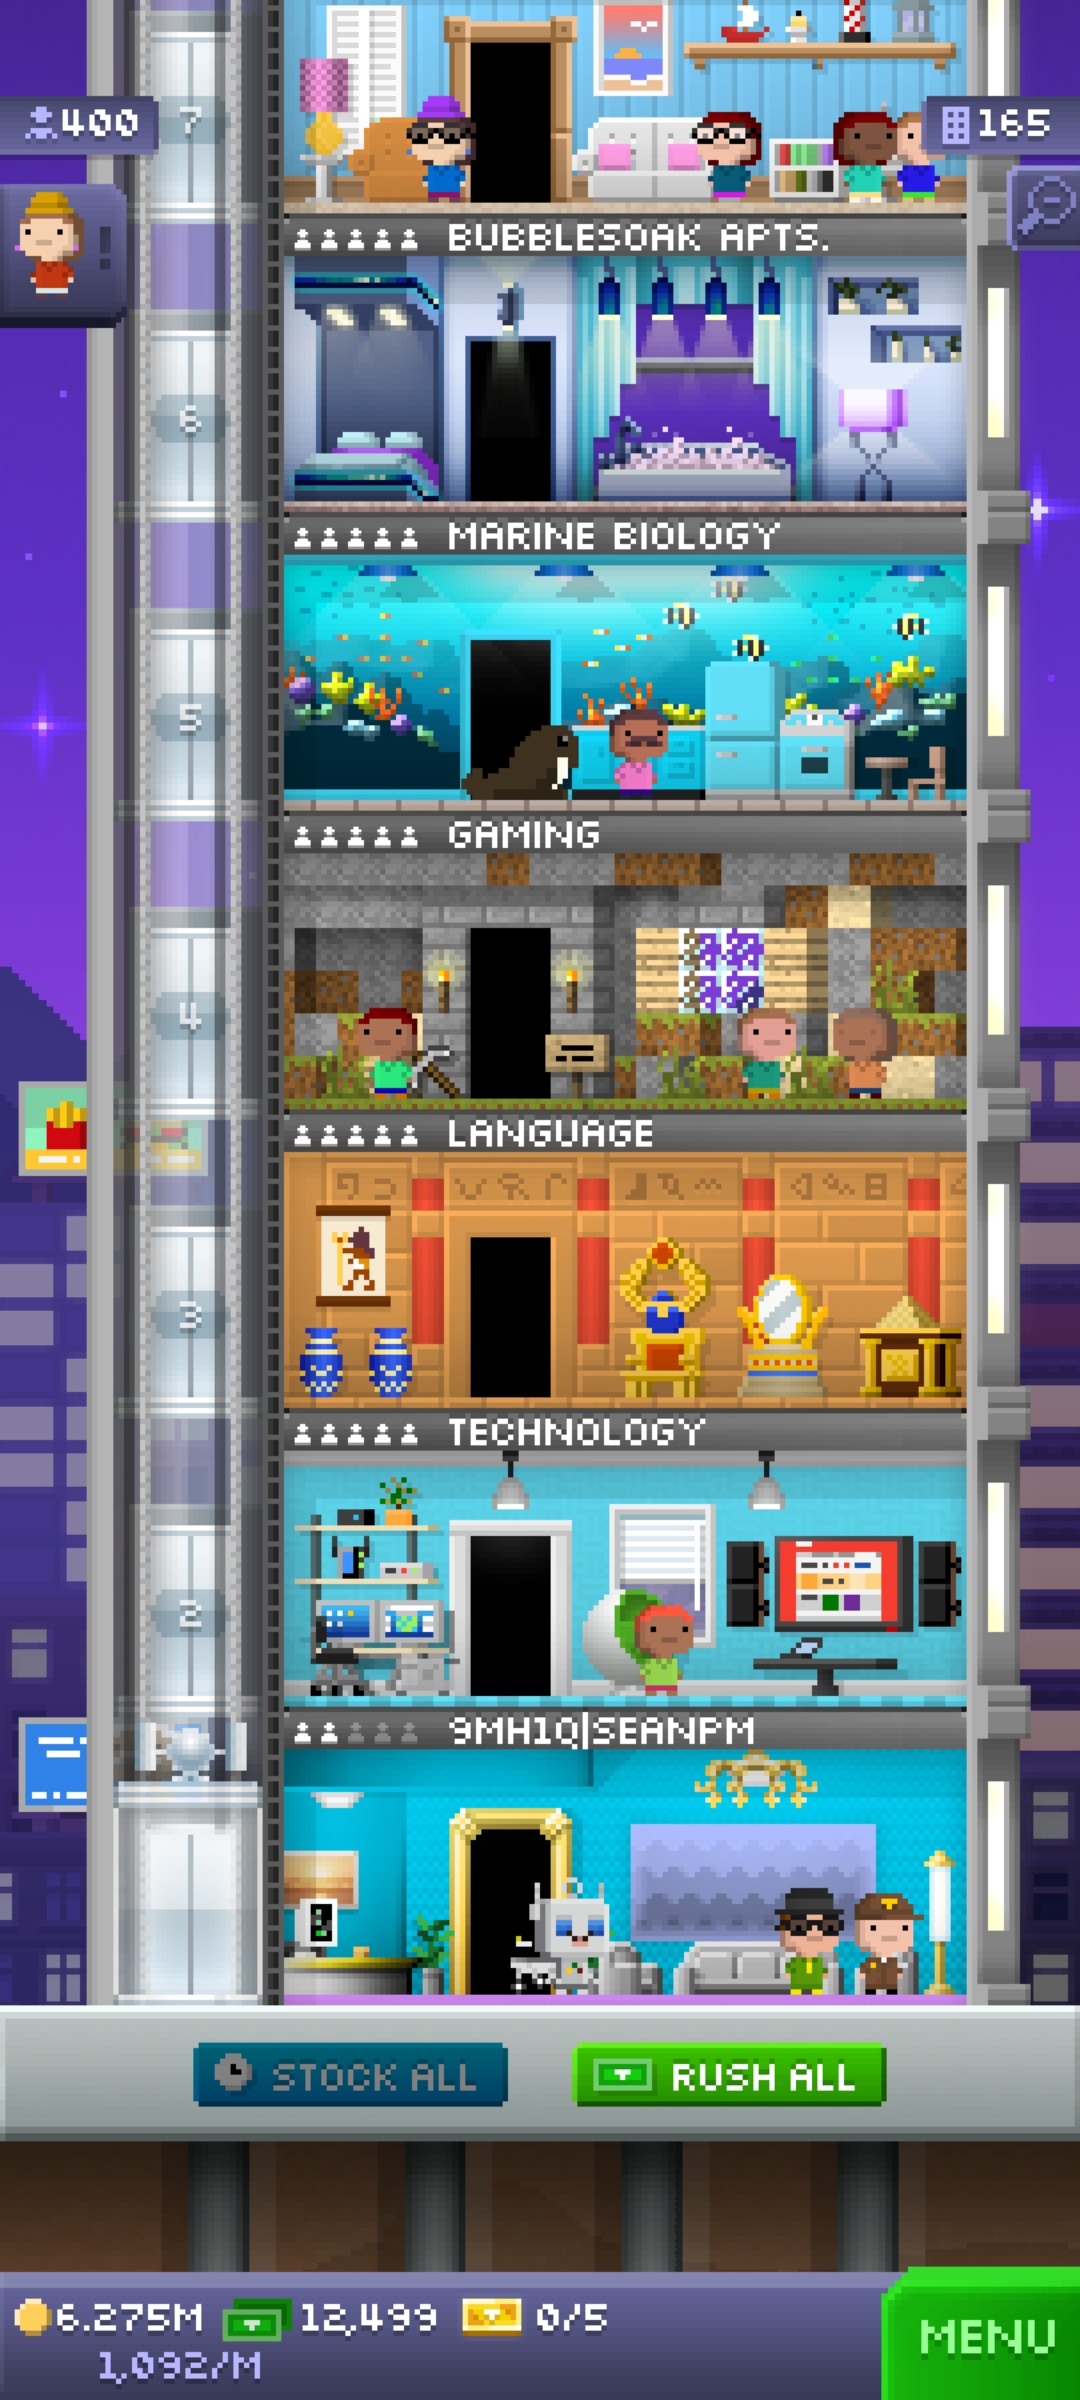 7
400
165
BUBBLESOAK APTS.
6
MARINE BIOLOGY
5
GAMING
4
LANGUAGE
3
TECHNOLOGY
2
9MH1Q|SEANPM
STOCK ALL
RUSH ALL
6.275M 12,499 0/5
1,092/M
MENU